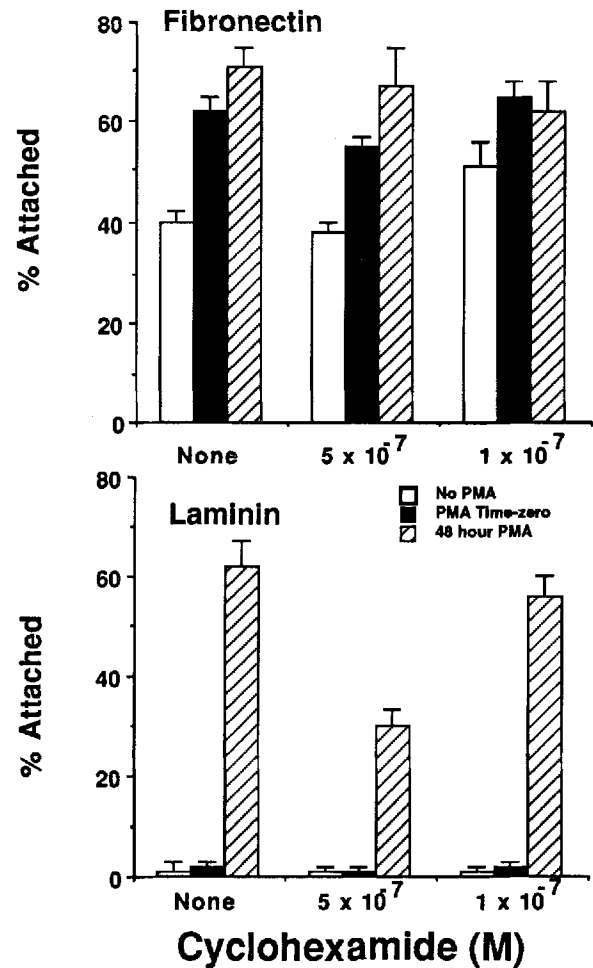 Fibronectin
80
60
40
20
0
% Attached
None 5 x 10^-7 1 x 10^-7
Laminin
No PMA
PMA Time-zero
48 hour PMA
80
60
40
20
0
% Attached
None 5 x 10^-7 1 x 10^-7
Cyclohexamide (M)